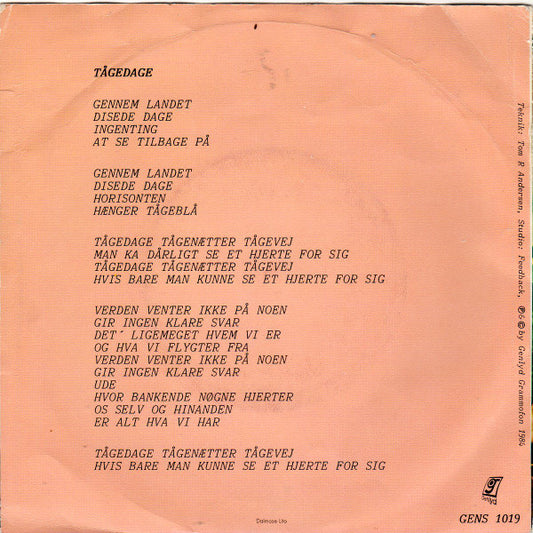 TÅGEDAGE
GENNEM LANDET
DISEDE DAGE
INGENTING
AT SE TILBAGE PÅ
GENNEM LANDET
DISEDE DAGE
HORISONTEN
HÆNGER TÅGEBLÅ
TÅGEDAGE TÅGENÆTTER TÅGEVEJ
MAN KA DÅRLIGT SE ET HJERTE FOR SIG
TÅGEDAGE TÅGENÆTTER TÅGEVEJ
HVIS BARE MAN KUNNE SE ET HJERTE FOR SIG
VERDEN VENTER IKKE PÅ NOEN
GIR INGEN KLARE SVAR
DET´ LIGEMEGET HVEM VI ER
OG HVA VI FLYGTER FRA
VERDEN VENTER IKKE PÅ NOEN
GIR INGEN KLARE SVAR
UDE
HVOR BANKENDE NØGNE HJERTER
OS SELV OG HINANDEN
ER ALT HVA VI HAR
TÅGEDAGE TÅGENÆTTER TÅGEVEJ
HVIS BARE MAN KUNNE SE ET HJERTE FOR SIG
Teknik: Tom R Andersen, Studio: Feedback, ℗&©by Genlyd Grammofon 1984
Genlyd
GENS 1019